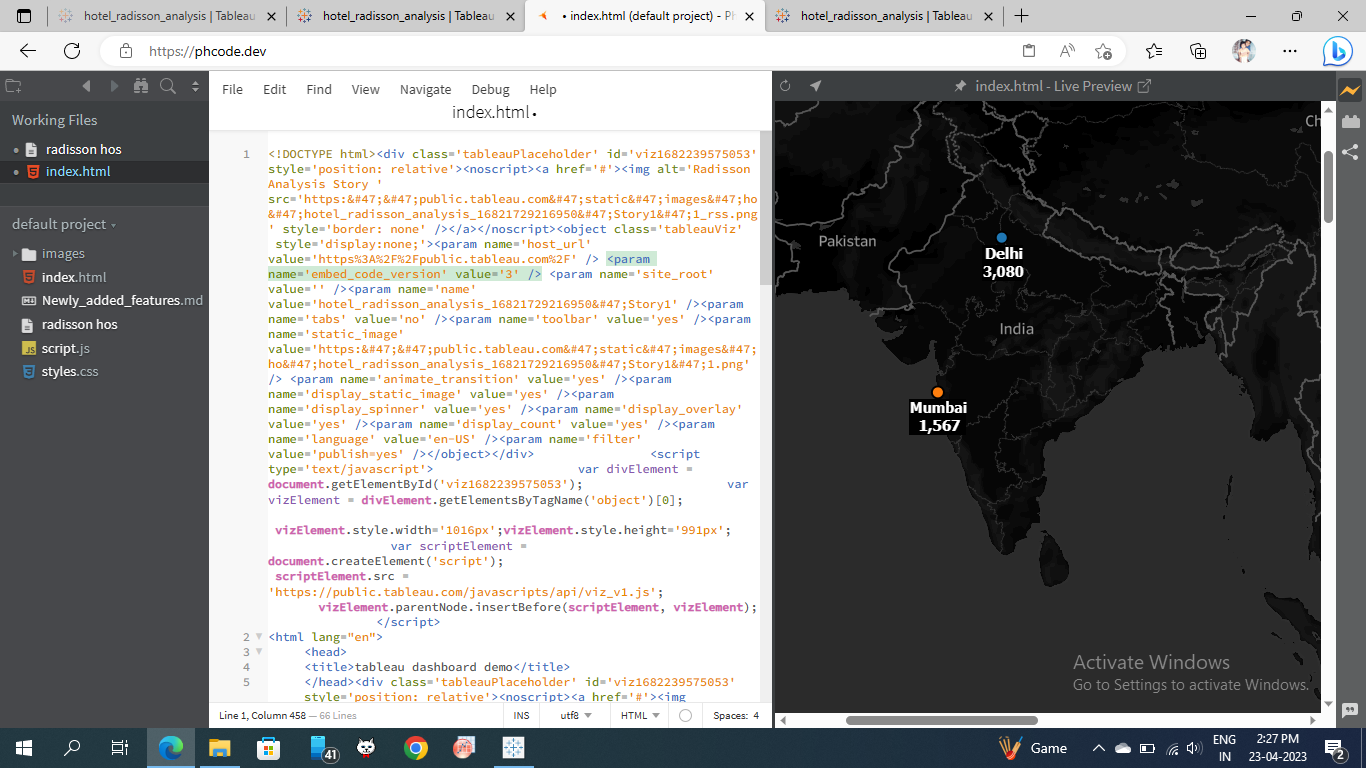 hotel_radisson_analysis | Tableau
hotel_radisson_analysis | Tableau
• index.html (default project) - Ph
hotel_radisson_analysis | Tableau
https://phcode.dev
Working Files
radisson hos
index.html
default project
images
index.html
Newly_added_features.md
radisson hos
script.js
styles.css
File Edit Find View Navigate Debug Help
index.html •
1 <!DOCTYPE html><div class='tableauPlaceholder' id='viz1682239575053'
style='position: relative'><noscript><a href='#'><img alt='Radisson
Analysis Story '
src='https:&#47;&#47;public.tableau.com&#47;static&#47;images&#47;ho
&#47;hotel_radisson_analysis_16821729216950&#47;Story1&#47;1_rss.png
' style='border: none' /></a></noscript><object class='tableauViz'
style='display:none;'><param name='host_url'
value='https%3A%2F%2Fpublic.tableau.com%2F' /> <param
name='embed_code_version' value='3' /> <param name='site_root'
value='' /><param name='name'
value='hotel_radisson_analysis_16821729216950&#47;Story1' /><param
name='tabs' value='no' /><param name='toolbar' value='yes' /><param
name='static_image'
value='https:&#47;&#47;public.tableau.com&#47;static&#47;images&#47;
ho&#47;hotel_radisson_analysis_16821729216950&#47;Story1&#47;1.png'
/> <param name='animate_transition' value='yes' /><param
name='display_static_image' value='yes' /><param
name='display_spinner' value='yes' /><param name='display_overlay'
value='yes' /><param name='display_count' value='yes' /><param
name='language' value='en-US' /><param name='filter'
value='publish=yes' /></object></div> <script
type='text/javascript'> var divElement =
document.getElementById('viz1682239575053'); var
vizElement = divElement.getElementsByTagName('object')[0];
vizElement.style.width='1016px';vizElement.style.height='991px';
var scriptElement =
document.createElement('script');
scriptElement.src =
'https://public.tableau.com/javascripts/api/viz_v1.js';
vizElement.parentNode.insertBefore(scriptElement, vizElement);
</script>
2 <html lang="en">
3 <head>
4 <title>tableau dashboard demo</title>
5 </head><div class='tableauPlaceholder' id='viz1682239575053'
style='position: relative'><noscript><a href='#'><img
Line 1, Column 458 — 66 Lines INS utf8 HTML Spaces: 4
index.html - Live Preview
Ch
Pakistan
Delhi
3,080
India
Mumbai
1,567
Activate Windows
Go to Settings to activate Windows.
41
Game
ENG
IN
2:27 PM
23-04-2023
2